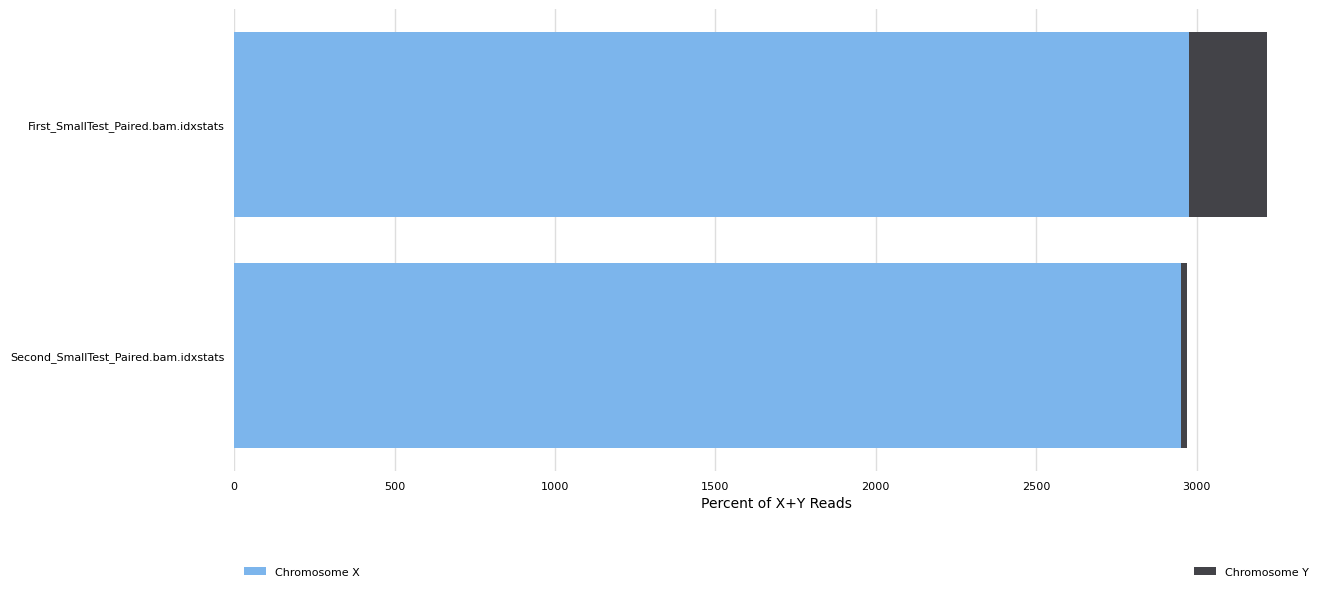 First_SmallTest_Paired.bam.idxstats
Second_SmallTest_Paired.bam.idxstats
0 500 1000 1500 2000 2500 3000
Percent of X+Y Reads
Chromosome X Chromosome Y